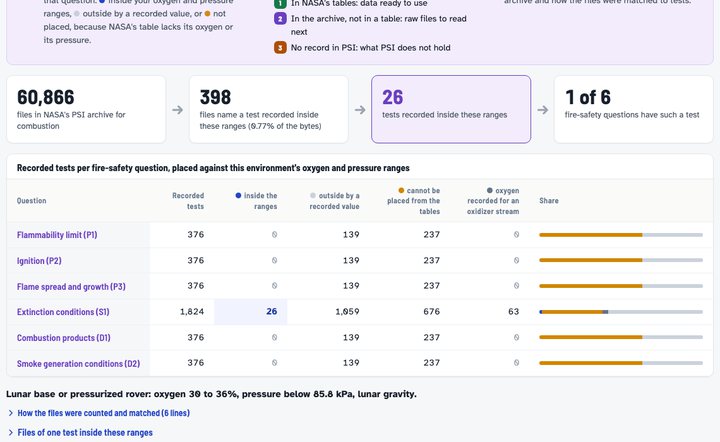 that question. inside your oxygen and pressure
ranges, outside by a recorded value, or not
placed, because NASA's table lacks its oxygen or
its pressure.
1 In NASA's tables: data ready to use
2 In the archive, not in a table: raw files to read
next
3 No record in PSI: what PSI does not hold
archive and how the files were matched to tests.
60,866
files in NASA's PSI archive for
combustion
398
files name a test recorded inside
these ranges (0.77% of the bytes)
26
tests recorded inside these ranges
1 of 6
fire-safety questions have such a test
Recorded tests per fire-safety question, placed against this environment's oxygen and pressure ranges
Question
Recorded
tests
inside the
ranges
outside by a
recorded value
cannot be
placed from the
tables
oxygen
recorded for an
oxidizer stream
Share
Flammability limit (P1) 376 0 139 237 0
Ignition (P2) 376 0 139 237 0
Flame spread and growth (P3) 376 0 139 237 0
Extinction conditions (S1) 1,824 26 1,059 676 63
Combustion products (D1) 376 0 139 237 0
Smoke generation conditions (D2) 376 0 139 237 0
Lunar base or pressurized rover: oxygen 30 to 36%, pressure below 85.8 kPa, lunar gravity.
How the files were counted and matched (6 lines)
Files of one test inside these ranges